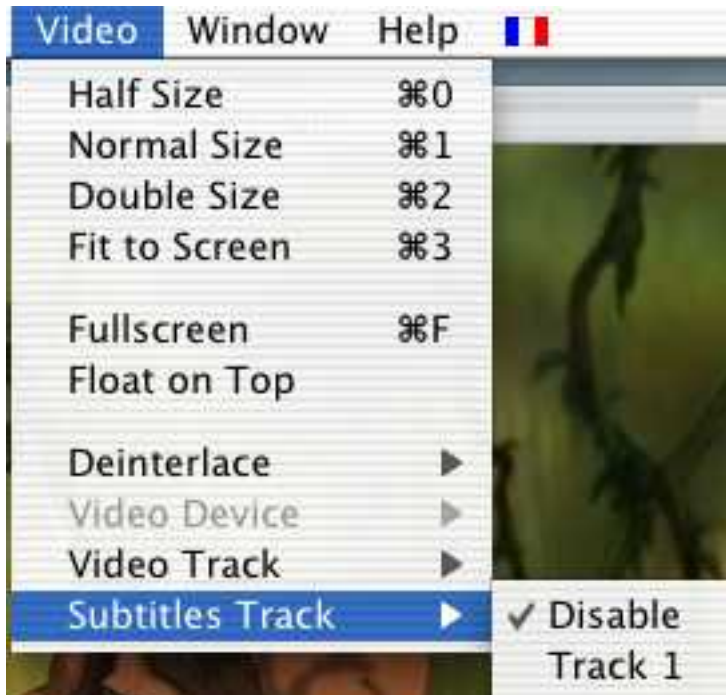 Video Window Help
Half Size ⌘0
Normal Size ⌘1
Double Size ⌘2
Fit to Screen ⌘3
Fullscreen ⌘F
Float on Top
Deinterlace
Video Device
Video Track
Subtitles Track
Disable
Track 1